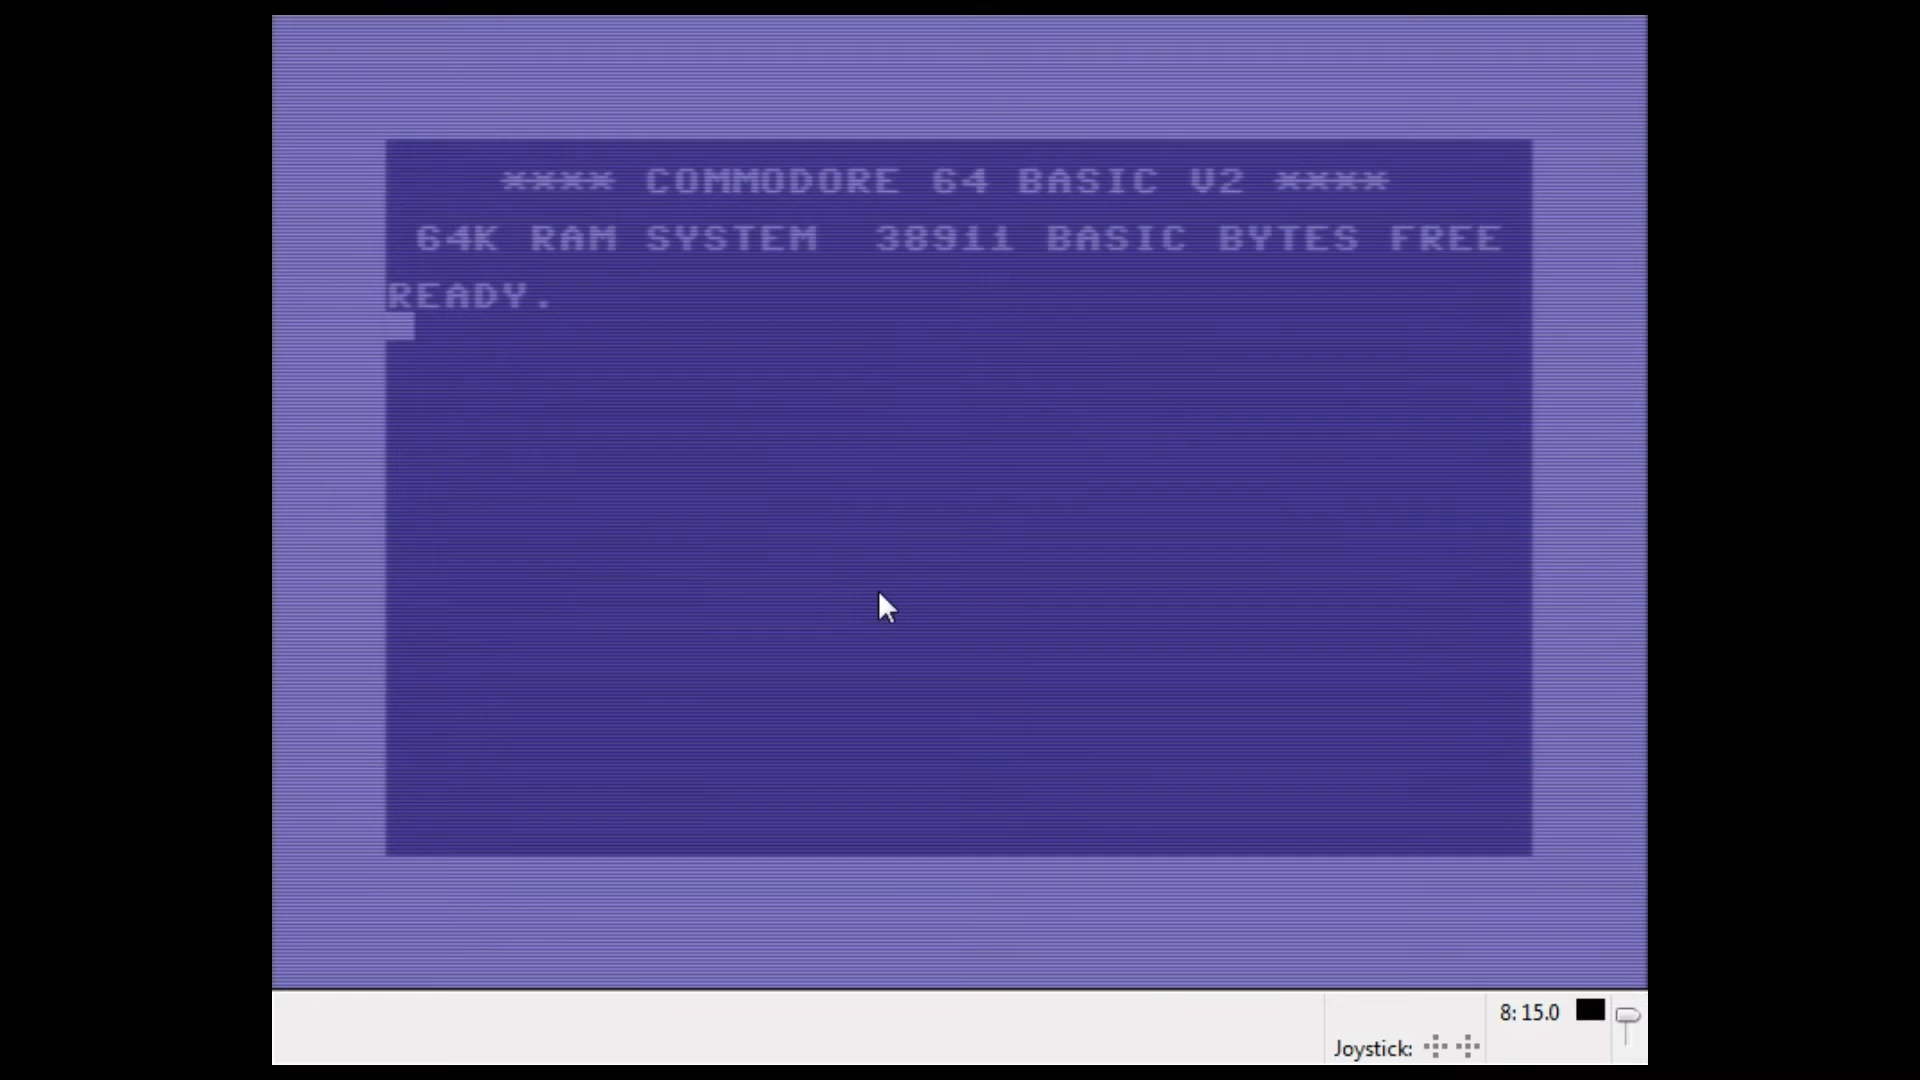 **** COMMODORE 64 BASIC V2 ****
64K RAM SYSTEM  38911 BASIC BYTES FREE
READY.
8: 15.0
Joystick: